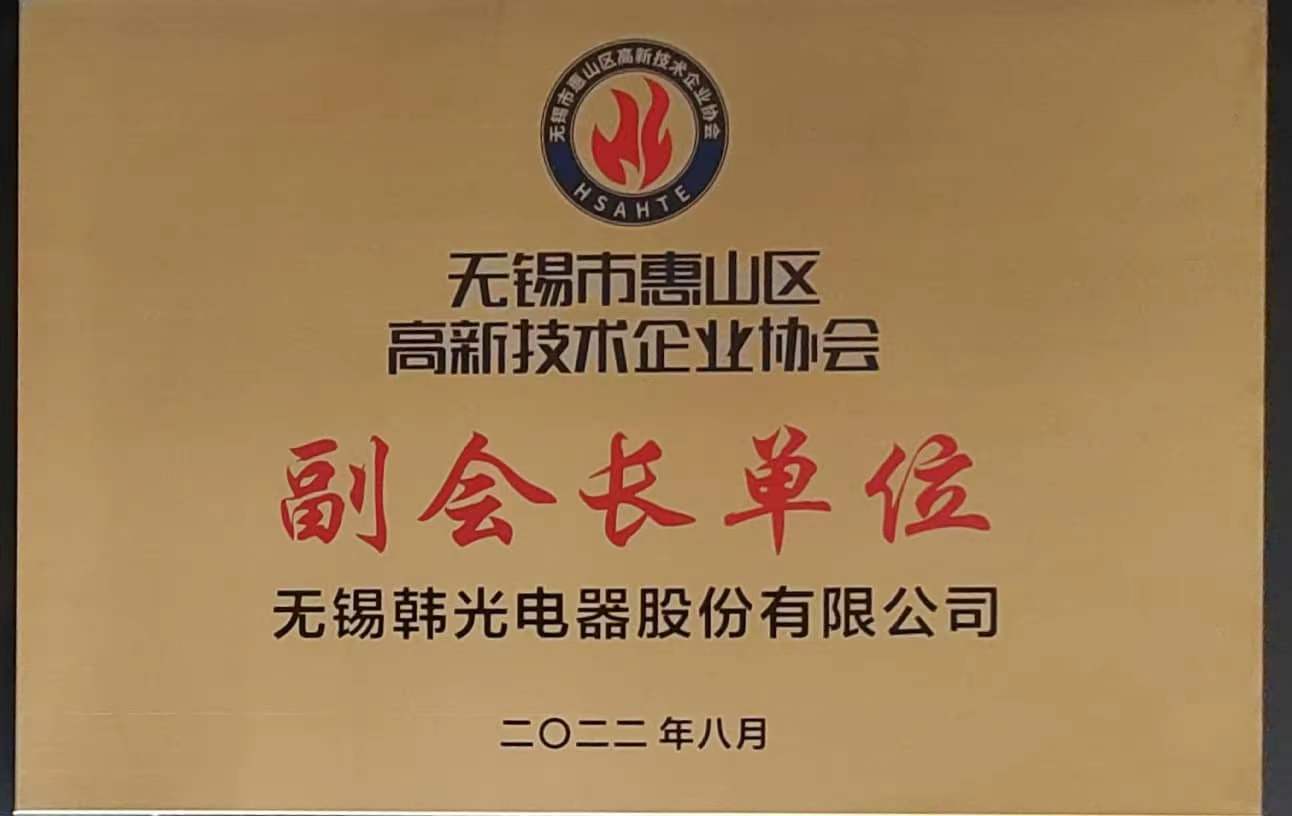 无锡市惠山区高新技术企业协会
HSAHTE
无锡市惠山区
高新技术企业协会
副会长单位
无锡韩光电器股份有限公司
二〇二二年八月